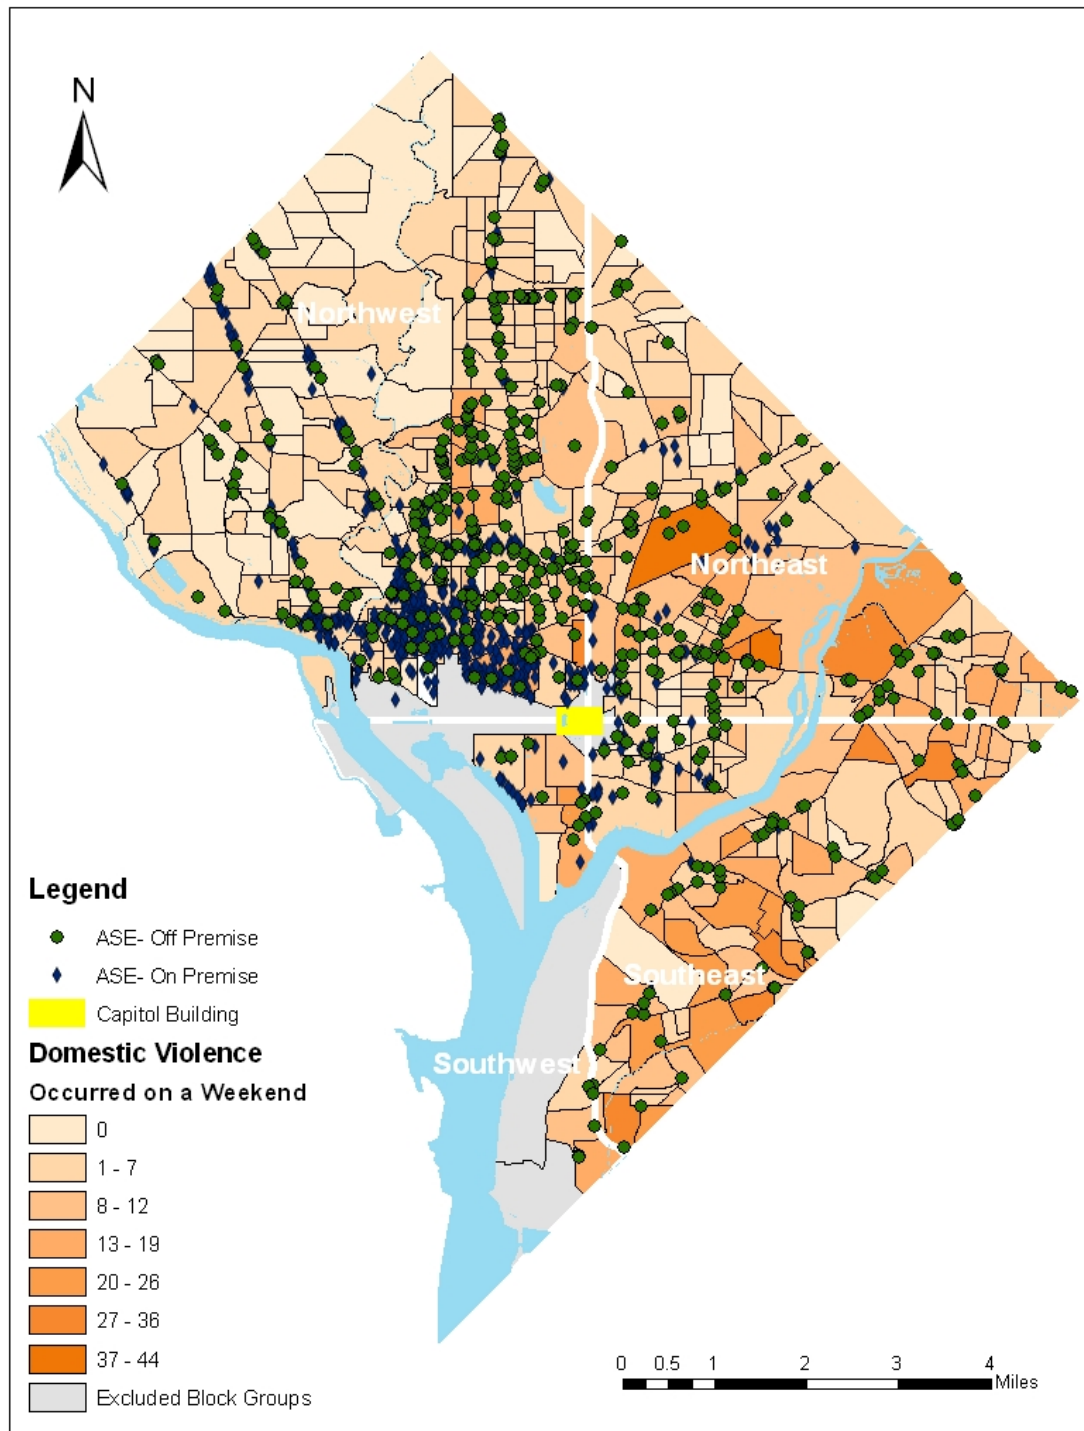 N
Northwest
Northeast
Southeast
Southwest
Legend
ASE- Off Premise
ASE- On Premise
Capitol Building
Domestic Violence
Occurred on a Weekend
0
1 - 7
8 - 12
13 - 19
20 - 26
27 - 36
37 - 44
Excluded Block Groups
0 0.5 1 2 3 4
Miles